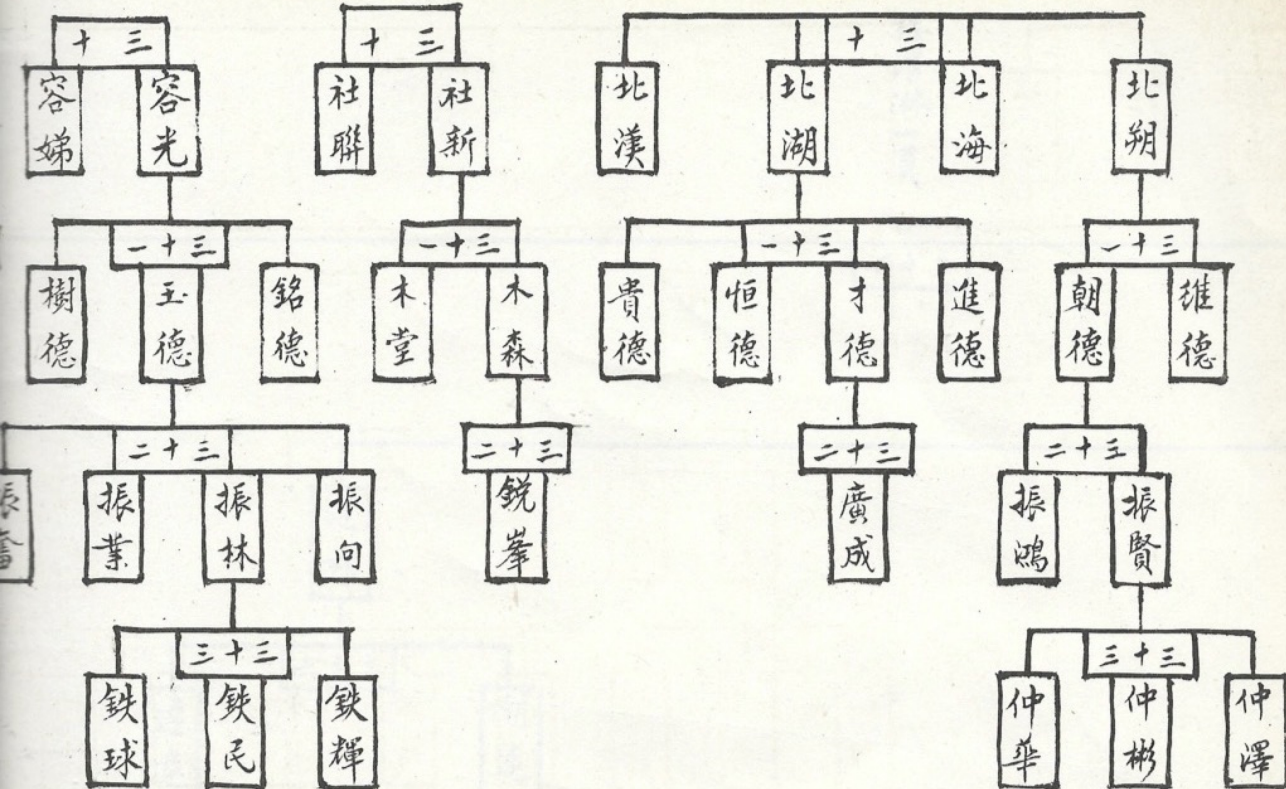 三十
北朔
北海
北湖
北漢
三十
社新
社聯
三十
容光
容娣
三十一
維德
朝德
三十一
進德
才德
恒德
貴德
三十一
木森
木堂
三十一
銘德
玉德
樹德
三十二
振賢
振鴻
三十二
廣成
三十二
銳峯
三十二
振向
振林
振業
三十三
仲澤
仲彬
仲華
三十三
鉄輝
鉄民
鉄球